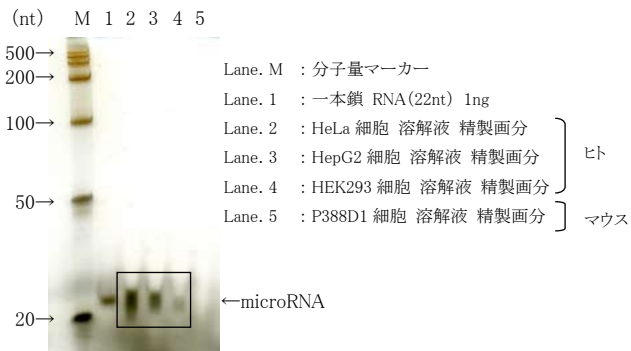 (nt) M 1 2 3 4 5
500→
200→
100→
50→
20→
←microRNA
Lane. M : 分子量マーカー
Lane. 1 : 一本鎖 RNA(22nt) 1ng
Lane. 2 : HeLa 細胞 溶解液 精製画分
Lane. 3 : HepG2 細胞 溶解液 精製画分
Lane. 4 : HEK293 細胞 溶解液 精製画分
ヒト
Lane. 5 : P388D1 細胞 溶解液 精製画分
マウス